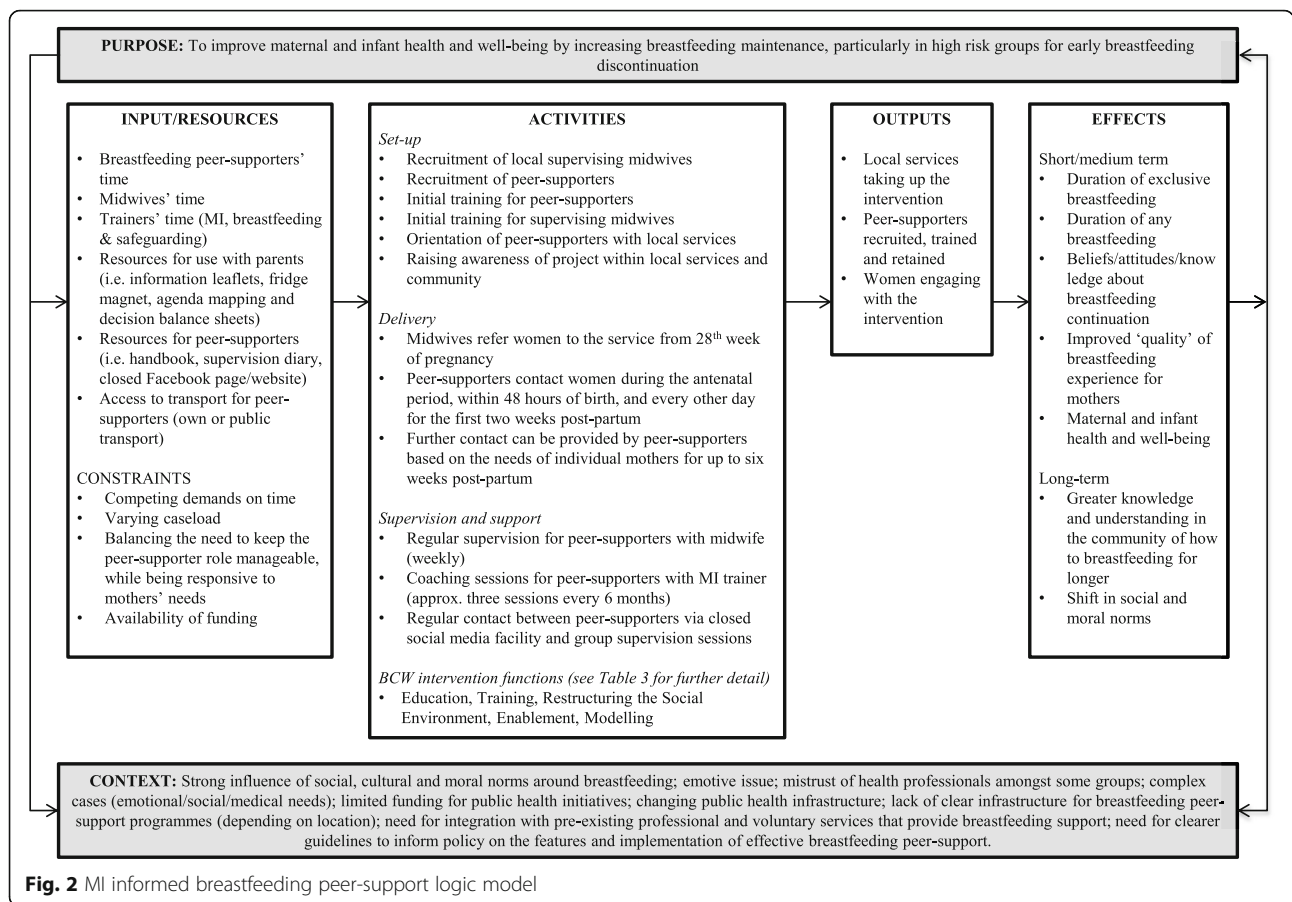 PURPOSE: To improve maternal and infant health and well-being by increasing breastfeeding maintenance, particularly in high risk groups for early breastfeeding
discontinuation
INPUT/RESOURCES
• Breastfeeding peer-supporters'
time
• Midwives' time
• Trainers' time (MI, breastfeeding
& safeguarding)
• Resources for use with parents
(i.e. information leaflets, fridge
magnet, agenda mapping and
decision balance sheets)
• Resources for peer-supporters
(i.e. handbook, supervision diary,
closed Facebook page/website)
• Access to transport for peer-
supporters (own or public
transport)
CONSTRAINTS
• Competing demands on time
• Varying caseload
• Balancing the need to keep the
peer-supporter role manageable,
while being responsive to
mothers' needs
• Availability of funding
ACTIVITIES
Set-up
• Recruitment of local supervising midwives
• Recruitment of peer-supporters
• Initial training for peer-supporters
• Initial training for supervising midwives
• Orientation of peer-supporters with local services
• Raising awareness of project within local services and
community
Delivery
• Midwives refer women to the service from 28th week
of pregnancy
• Peer-supporters contact women during the antenatal
period, within 48 hours of birth, and every other day
for the first two weeks post-partum
• Further contact can be provided by peer-supporters
based on the needs of individual mothers for up to six
weeks post-partum
Supervision and support
• Regular supervision for peer-supporters with midwife
(weekly)
• Coaching sessions for peer-supporters with MI trainer
(approx. three sessions every 6 months)
• Regular contact between peer-supporters via closed
social media facility and group supervision sessions
BCW intervention functions (see Table 3 for further detail)
• Education, Training, Restructuring the Social
Environment, Enablement, Modelling
OUTPUTS
• Local services
taking up the
intervention
• Peer-supporters
recruited, trained
and retained
• Women engaging
with the
intervention
EFFECTS
Short/medium term
• Duration of exclusive
breastfeeding
• Duration of any
breastfeeding
• Beliefs/attitudes/know
ledge about
breastfeeding
continuation
• Improved 'quality' of
breastfeeding
experience for
mothers
• Maternal and infant
health and well-being
Long-term
• Greater knowledge
and understanding in
the community of how
to breastfeeding for
longer
• Shift in social and
moral norms
CONTEXT: Strong influence of social, cultural and moral norms around breastfeeding; emotive issue; mistrust of health professionals amongst some groups; complex
cases (emotional/social/medical needs); limited funding for public health initiatives; changing public health infrastructure; lack of clear infrastructure for breastfeeding peer-
support programmes (depending on location); need for integration with pre-existing professional and voluntary services that provide breastfeeding support; need for clearer
guidelines to inform policy on the features and implementation of effective breastfeeding peer-support.
Fig. 2 MI informed breastfeeding peer-support logic model